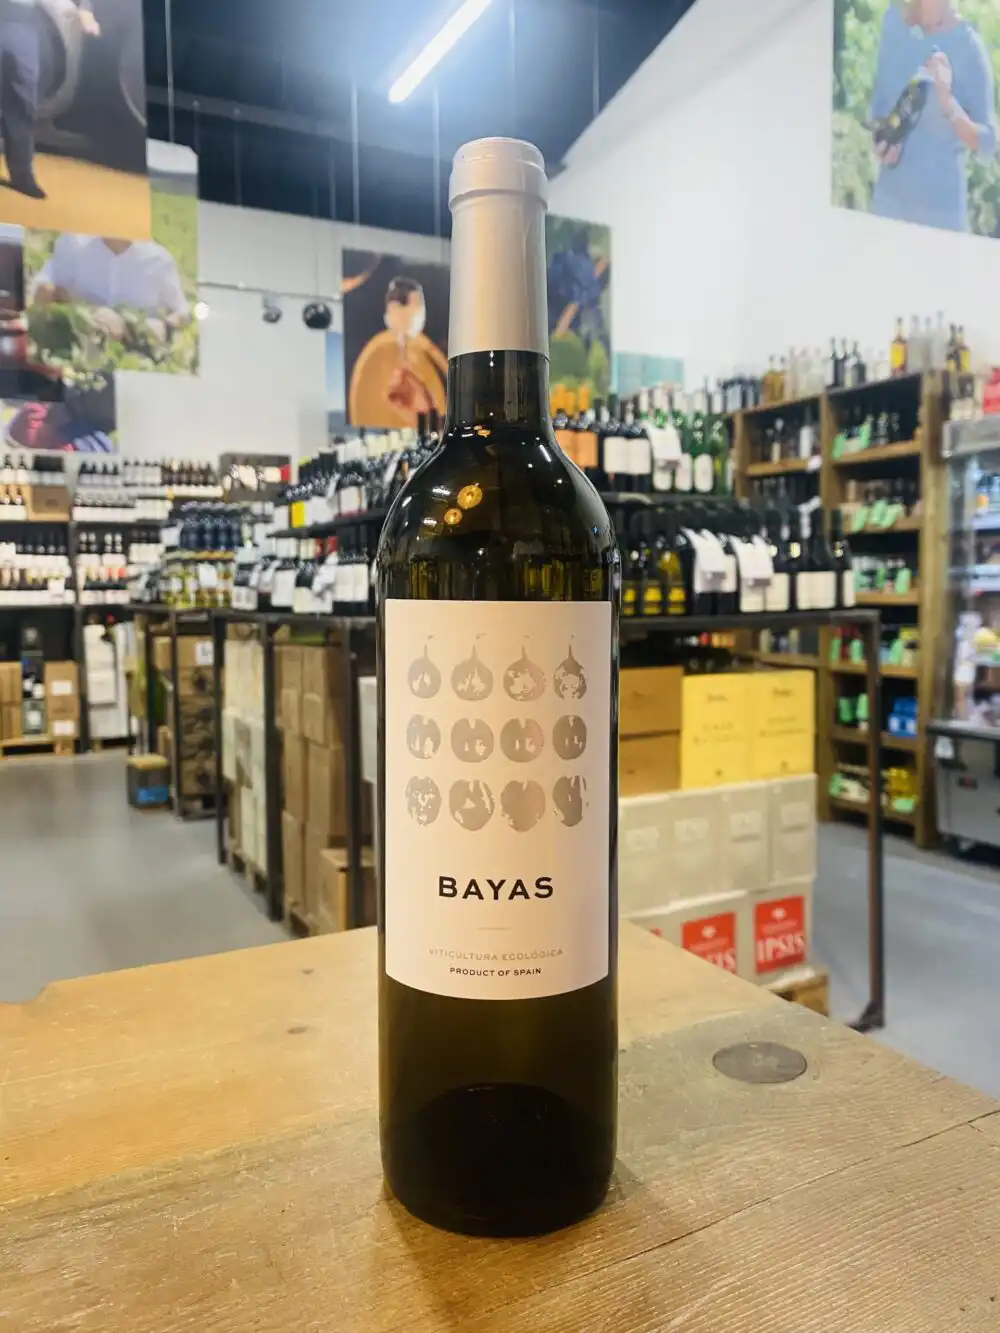 BAYAS
VITICULTURA ECOLÓGICA
PRODUCT OF SPAIN
IPSIS